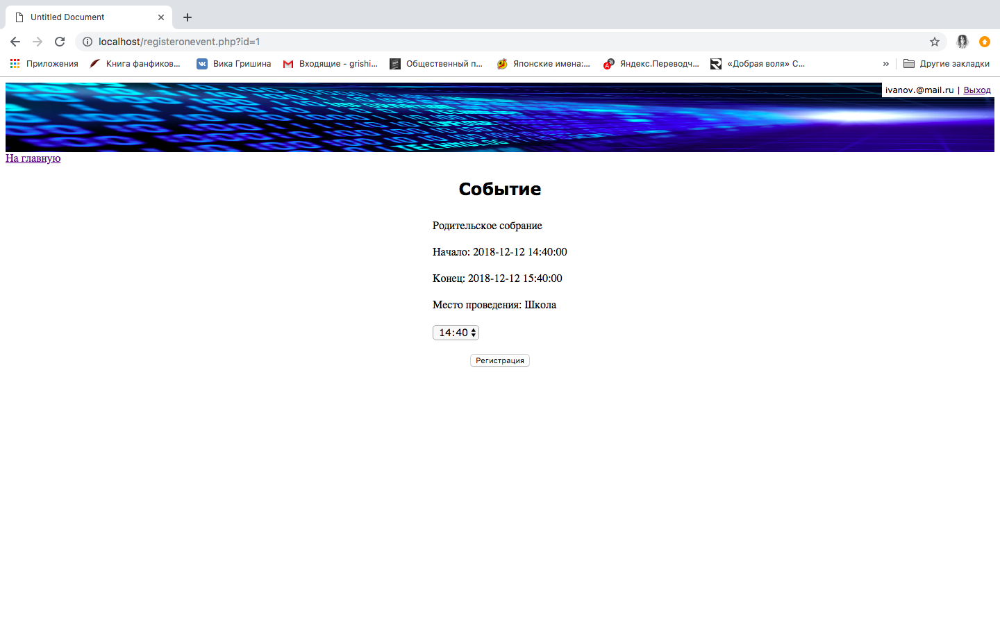 Untitled Document
localhost/registeronevent.php?id=1
Приложения Книга фанфиков... Вика Гришина Входящие - grishi... Общественный п... Японские имена:... Яндекс.Переводч... «Добрая воля» С... » Другие закладки
ivanov.@mail.ru | Выход
TECHNOLOG
На главную
Событие
Родительское собрание
Начало: 2018-12-12 14:40:00
Конец: 2018-12-12 15:40:00
Место проведения: Школа
14:40
Регистрация